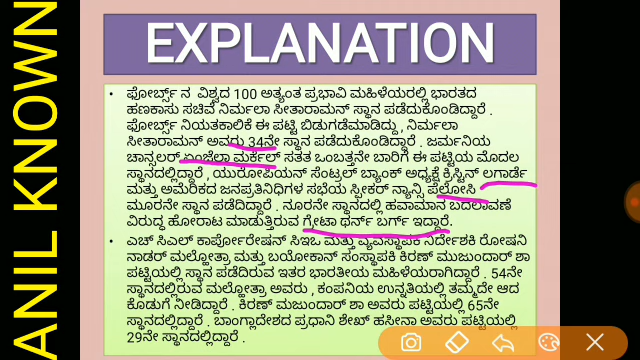 ANIL KNOWN
EXPLANATION
• ಫೋರ್ಬ್ಸ್ ನ ವಿಶ್ವದ 100 ಅತ್ಯಂತ ಪ್ರಭಾವಿ ಮಹಿಳೆಯರಲ್ಲಿ ಭಾರತದ
ಹಣಕಾಸು ಸಚಿವೆ ನಿರ್ಮಲಾ ಸೀತಾರಾಮನ್ ಸ್ಥಾನ ಪಡೆದುಕೊಂಡಿದ್ದಾರೆ .
ಫೋರ್ಬ್ಸ್ ನಿಯತಕಾಲಿಕೆ ಈ ಪಟ್ಟಿ ಬಿಡುಗಡೆಮಾಡಿದ್ದು , ನಿರ್ಮಲಾ
ಸೀತಾರಾಮನ್ ಅವರು 34ನೇ ಸ್ಥಾನ ಪಡೆದುಕೊಂಡಿದ್ದಾರೆ . ಜರ್ಮನಿಯ
ಚಾನ್ಸಲರ್ ಏಂಜೆಲಾ ಮರ್ಕೆಲ್ ಸತತ ಒಂಬತ್ತನೇ ಬಾರಿಗೆ ಈ ಪಟ್ಟಿಯ ಮೊದಲ
ಸ್ಥಾನದಲ್ಲಿದ್ದಾರೆ , ಯುರೋಪಿಯನ್ ಸೆಂಟ್ರಲ್ ಬ್ಯಾಂಕ್ ಅಧ್ಯಕ್ಷೆ ಕ್ರಿಸ್ಟಿನ್ ಲಗಾರ್ಡೆ
ಮತ್ತು ಅಮೆರಿಕದ ಜನಪ್ರತಿನಿಧಿಗಳ ಸಭೆಯ ಸ್ಪೀಕರ್ ನ್ಯಾನ್ಸಿ ಪೆಲೋಸಿ
ಮೂರನೇ ಸ್ಥಾನ ಪಡೆದಿದ್ದಾರೆ . ನೂರನೇ ಸ್ಥಾನದಲ್ಲಿ ಹವಾಮಾನ ಬದಲಾವಣೆ
ವಿರುದ್ಧ ಹೋರಾಟ ಮಾಡುತ್ತಿರುವ ಗ್ರೇಟಾ ಥರ್ನ್ ಬರ್ಗ್ ಇದ್ದಾರೆ.
• ಎಚ್ ಸಿಎಲ್ ಕಾರ್ಪೋರೇಷನ್ ಸಿಇಒ ಮತ್ತು ವ್ಯವಸ್ಥಾಪಕ ನಿರ್ದೇಶಕಿ ರೋಷನಿ
ನಾಡರ್ ಮಲ್ಹೋತ್ರಾ ಮತ್ತು ಬಯೋಕಾನ್ ಸಂಸ್ಥಾಪಕಿ ಕಿರಣ್ ಮುಜುಂದಾರ್ ಶಾ
ಪಟ್ಟಿಯಲ್ಲಿ ಸ್ಥಾನ ಪಡೆದಿರುವ ಇತರ ಭಾರತೀಯ ಮಹಿಳೆಯರಾಗಿದ್ದಾರೆ . 54ನೇ
ಸ್ಥಾನದಲ್ಲಿರುವ ಮಲ್ಹೋತ್ರಾ ಅವರು , ಕಂಪನಿಯ ಉನ್ನತಿಯಲ್ಲಿ ತಮ್ಮದೇ ಆದ
ಕೊಡುಗೆ ನೀಡಿದ್ದಾರೆ . ಕಿರಣ್ ಮಜುಂದಾರ್ ಶಾ ಅವರು ಪಟ್ಟಿಯಲ್ಲಿ 65ನೇ
ಸ್ಥಾನದಲ್ಲಿದ್ದಾರೆ . ಬಾಂಗ್ಲಾದೇಶದ ಪ್ರಧಾನಿ ಶೇಖ್ ಹಸೀನಾ ಅವರು ಪಟ್ಟಿಯಲ್ಲಿ
29ನೇ ಸ್ಥಾನದಲ್ಲಿದ್ದಾರೆ .